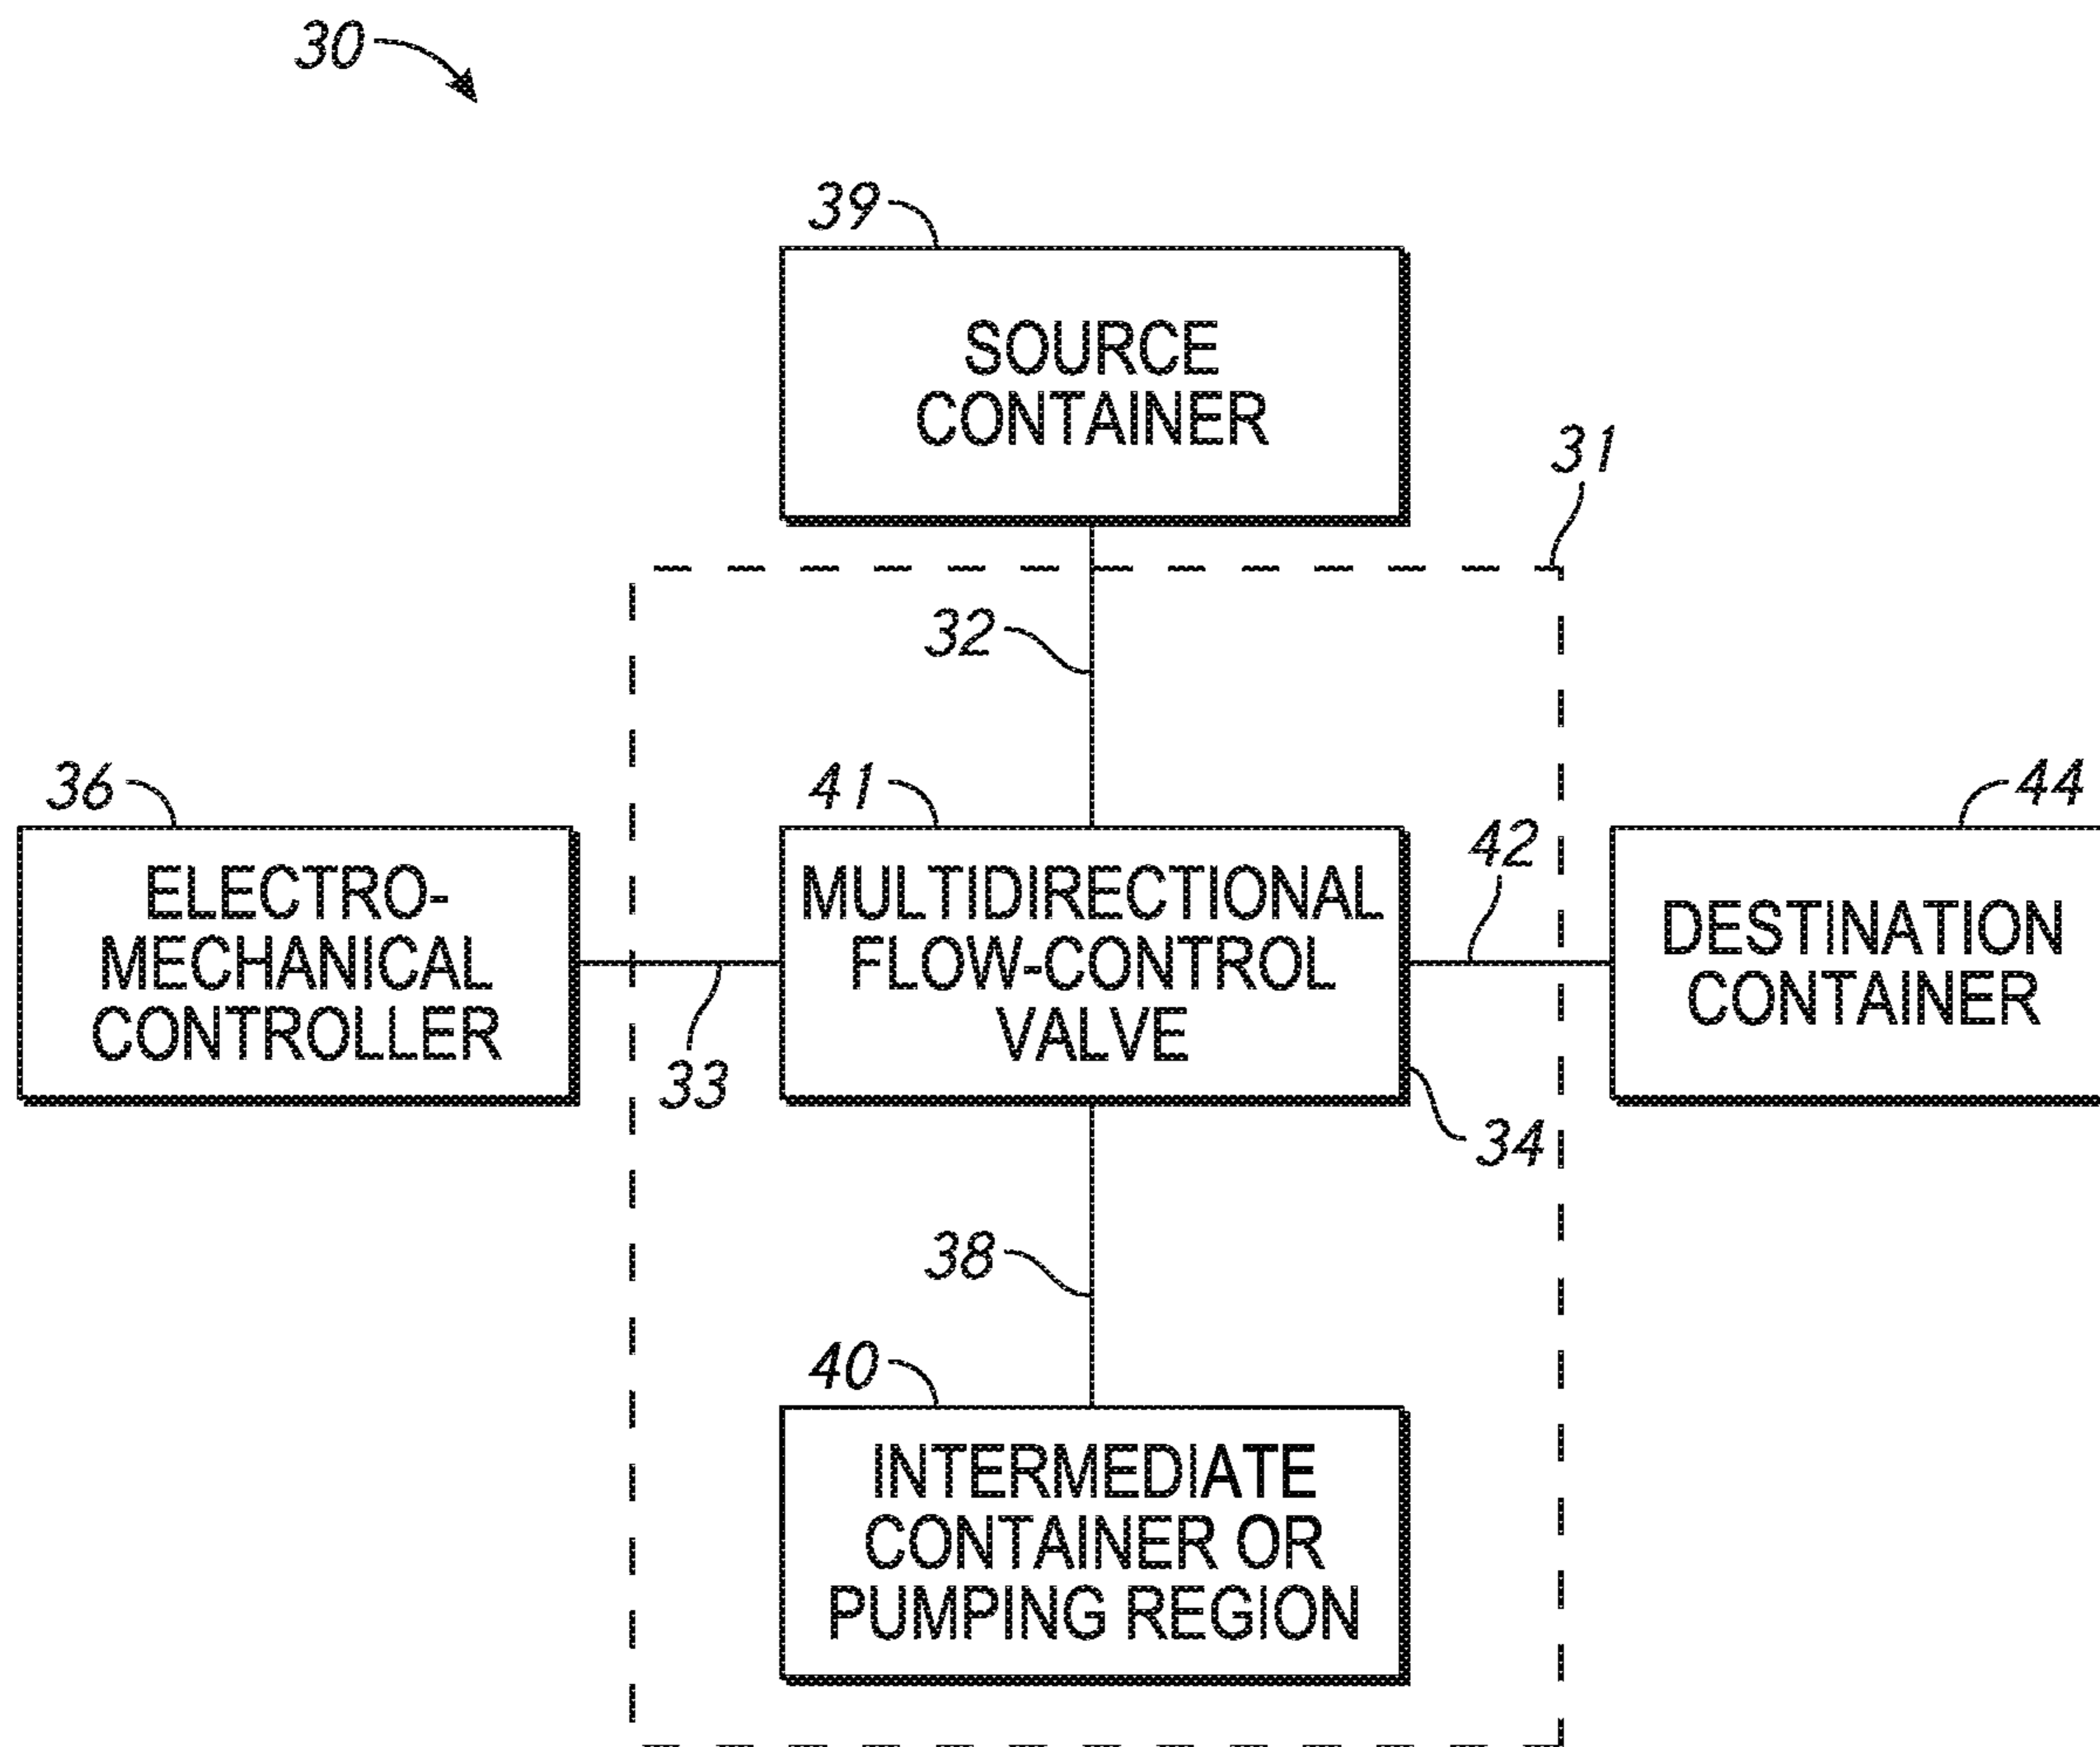 30
39
SOURCE
CONTAINER
31
32
36
41
44
42
ELECTRO-
MECHANICAL
CONTROLLER
MULTIDIRECTIONAL
FLOW-CONTROL
VALVE
DESTINATION
CONTAINER
33
34
38
40
INTERMEDIATE
CONTAINER OR
PUMPING REGION